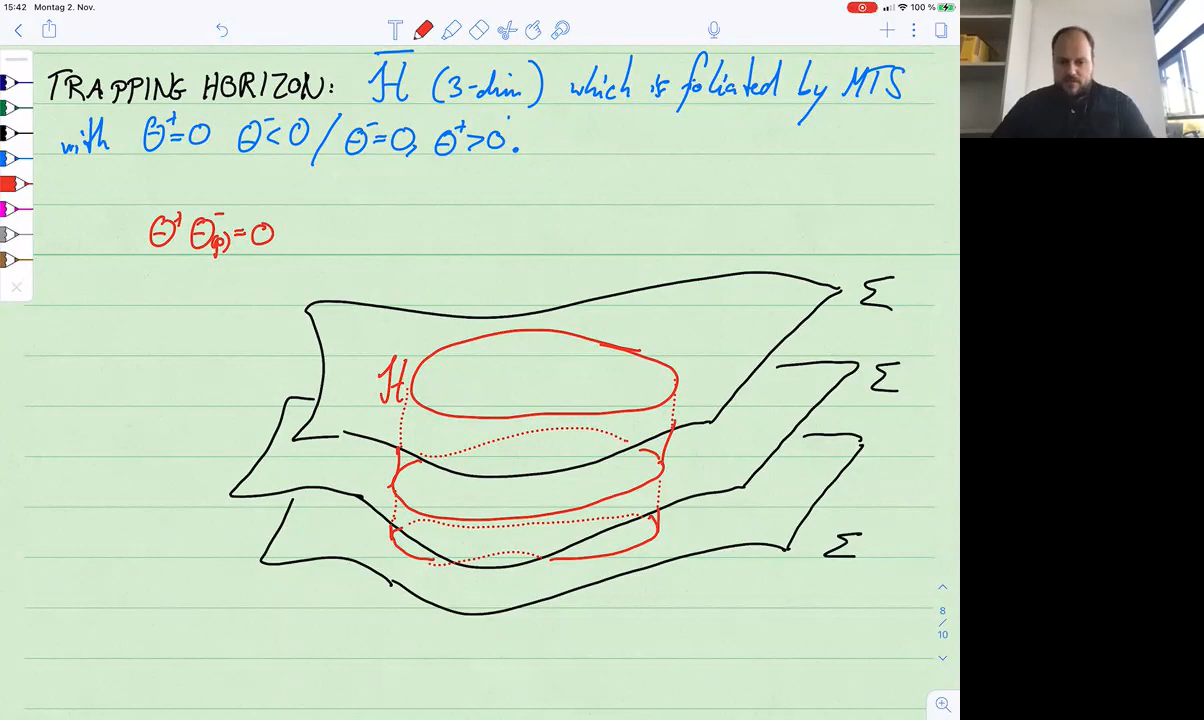 15:42 Montag 2. Nov.
100 %
TRAPPING HORIZON: H̅ (3-dim) which is foliated by MTS
with Θ⁺=0 Θ⁻<0 / Θ⁻=0, Θ⁺>0.
Θ⁺Θ⁻(p)=0
Σ
H
Σ
Σ
8
/
10